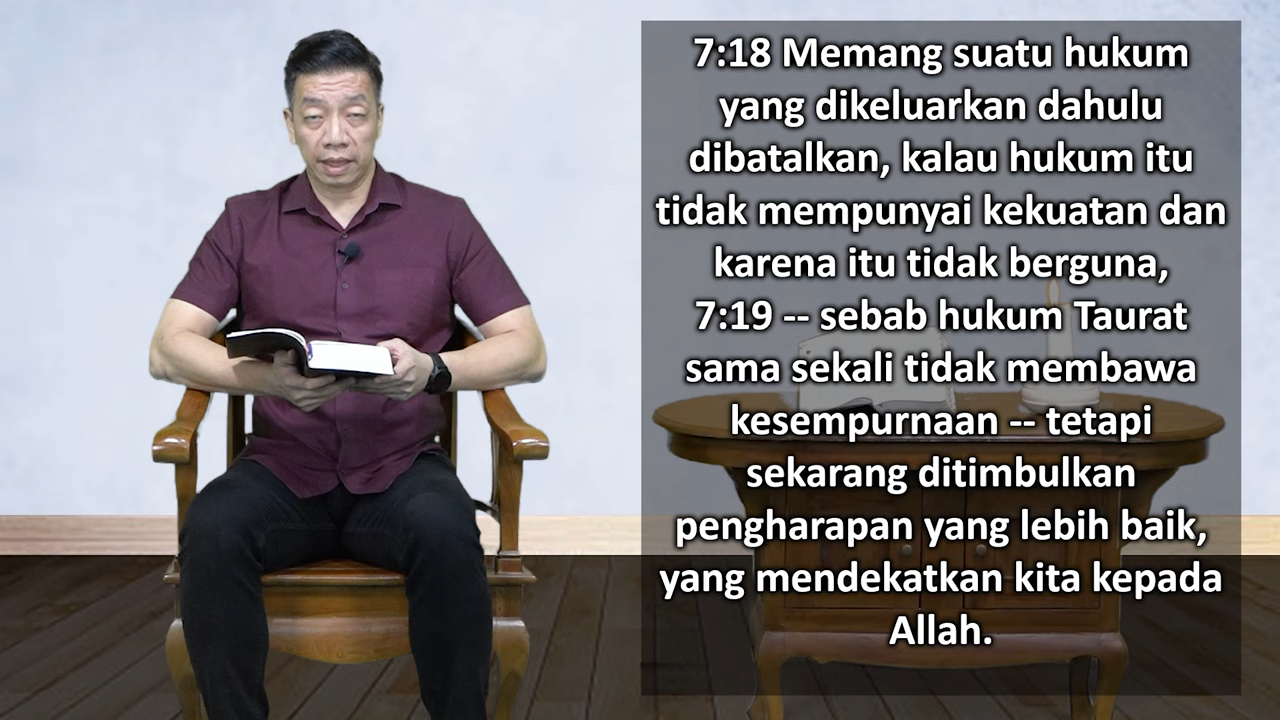 7:18 Memang suatu hukum
yang dikeluarkan dahulu
dibatalkan, kalau hukum itu
tidak mempunyai kekuatan dan
karena itu tidak berguna,
7:19 -- sebab hukum Taurat
sama sekali tidak membawa
kesempurnaan -- tetapi
sekarang ditimbulkan
pengharapan yang lebih baik,
yang mendekatkan kita kepada
Allah.